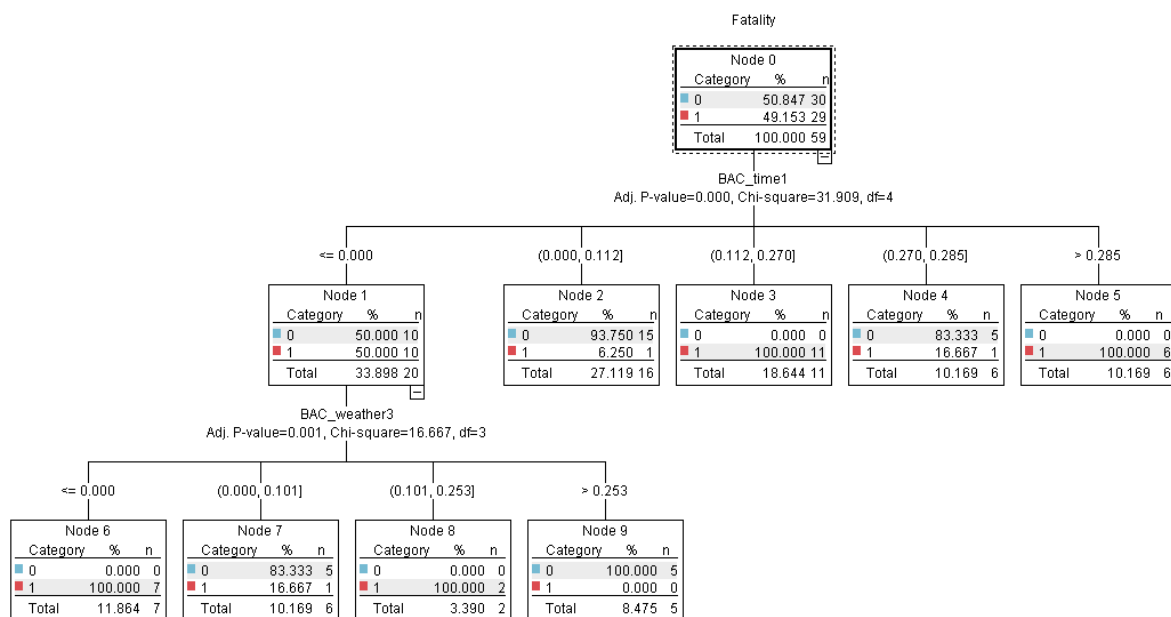 Fatality
Node 0
Category % n
0 50.847 30
1 49.153 29
Total 100.000 59
BAC_time1
Adj. P-value=0.000, Chi-square=31.909, df=4
<= 0.000
(0.000, 0.112]
(0.112, 0.270]
(0.270, 0.285]
> 0.285
Node 1
Category % n
0 50.000 10
1 50.000 10
Total 33.898 20
Node 2
Category % n
0 93.750 15
1 6.250 1
Total 27.119 16
Node 3
Category % n
0 0.000 0
1 100.000 11
Total 18.644 11
Node 4
Category % n
0 83.333 5
1 16.667 1
Total 10.169 6
Node 5
Category % n
0 0.000 0
1 100.000 6
Total 10.169 6
BAC_weather3
Adj. P-value=0.001, Chi-square=16.667, df=3
<= 0.000
(0.000, 0.101]
(0.101, 0.253]
> 0.253
Node 6
Category % n
0 0.000 0
1 100.000 7
Total 11.864 7
Node 7
Category % n
0 83.333 5
1 16.667 1
Total 10.169 6
Node 8
Category % n
0 0.000 0
1 100.000 2
Total 3.390 2
Node 9
Category % n
0 100.000 5
1 0.000 0
Total 8.475 5